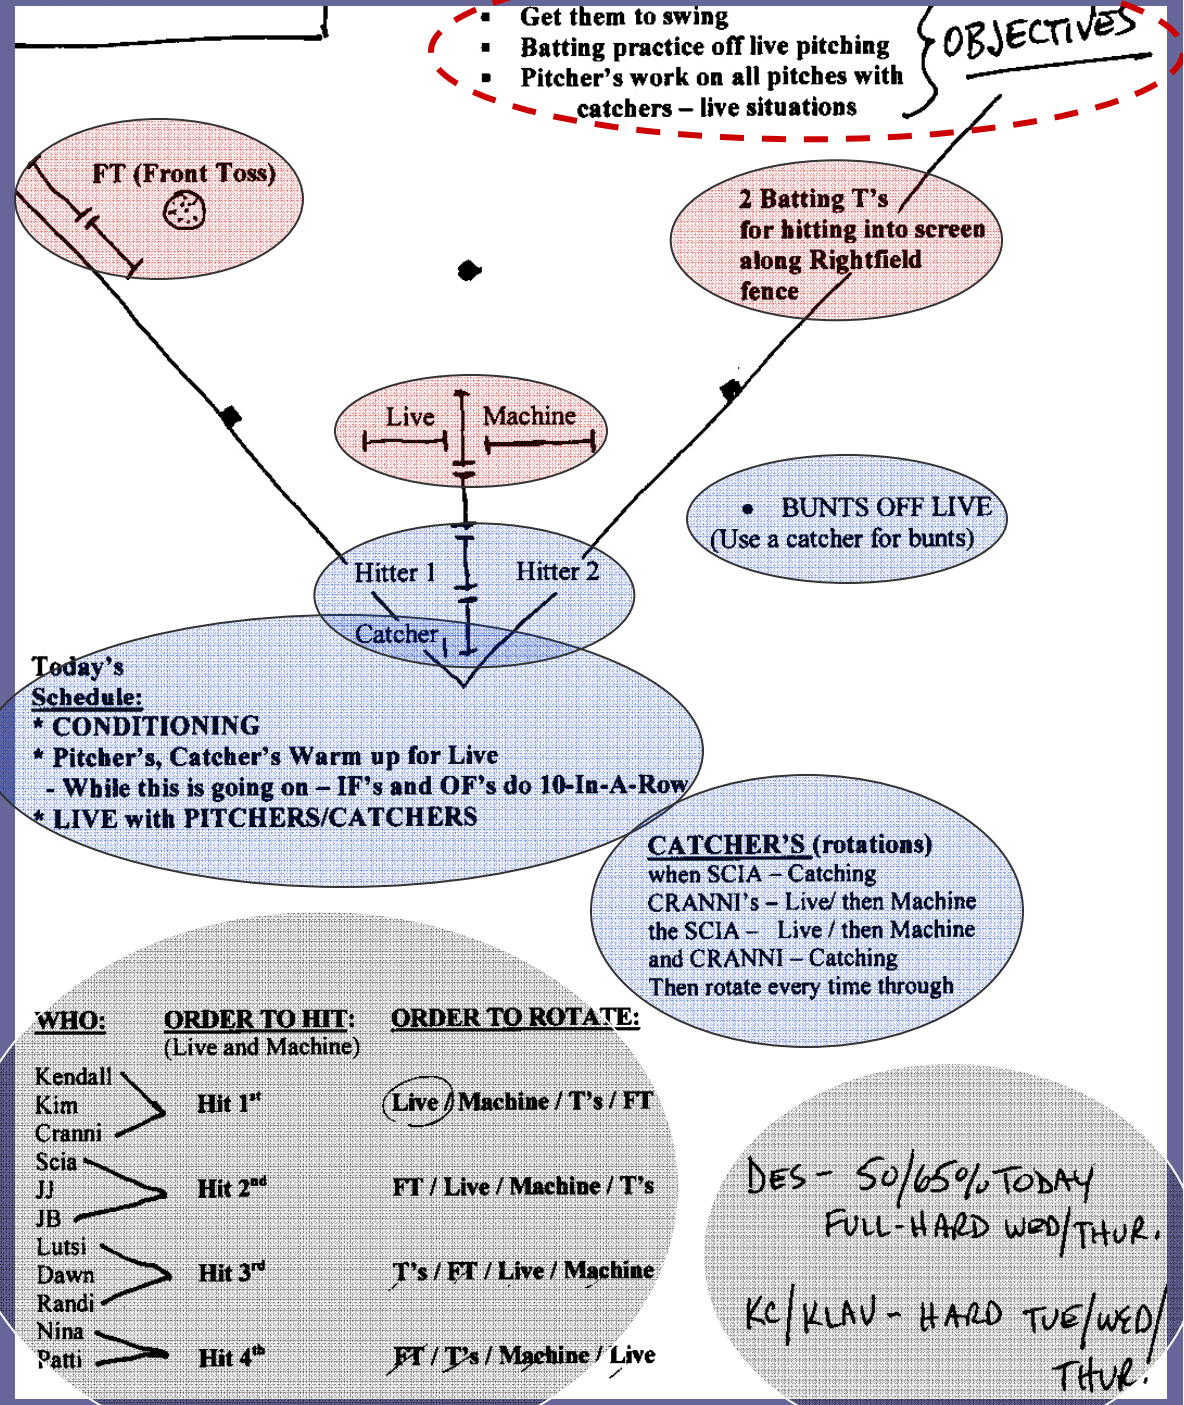 ▪ Get them to swing
▪ Batting practice off live pitching
▪ Pitcher's work on all pitches with
catchers – live situations
OBJECTIVES
FT (Front Toss)
2 Batting T's
for hitting into screen
along Rightfield
fence
Live Machine
• BUNTS OFF LIVE
(Use a catcher for bunts)
Hitter 1 Hitter 2
Catcher
Today's
Schedule:
* CONDITIONING
* Pitcher's, Catcher's Warm up for Live
- While this is going on – IF's and OF's do 10-In-A-Row
* LIVE with PITCHERS/CATCHERS
CATCHER'S (rotations)
when SCIA – Catching
CRANNI's – Live/ then Machine
the SCIA – Live / then Machine
and CRANNI – Catching
Then rotate every time through
WHO: ORDER TO HIT: ORDER TO ROTATE:
(Live and Machine)
Kendall
Kim Hit 1st Live / Machine / T's / FT
Cranni
Scia
JJ Hit 2nd FT / Live / Machine / T's
JB
Lutsi
Dawn Hit 3rd T's / FT / Live / Machine
Randi
Nina
Patti Hit 4th FT / T's / Machine / Live
DES - 50/65% TODAY
FULL-HARD WED/THUR.
KC/KLAU - HARD TUE/WED/
THUR.